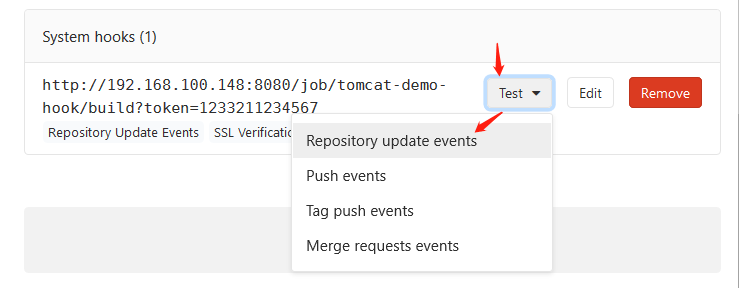 System hooks (1)
http://192.168.100.148:8080/job/tomcat-demo-
hook/build?token=1233211234567
Test
Edit
Remove
Repository Update Events SSL Verificatio
Repository update events
Push events
Tag push events
Merge requests events